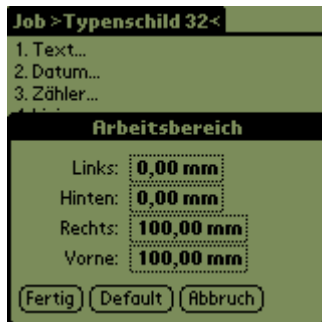 Job >Typenschild 32<
1. Text...
2. Datum...
3. Zähler...
Arbeitsbereich
Links: 0,00 mm
Hinten: 0,00 mm
Rechts: 100,00 mm
Vorne: 100,00 mm
Fertig Default Abbruch